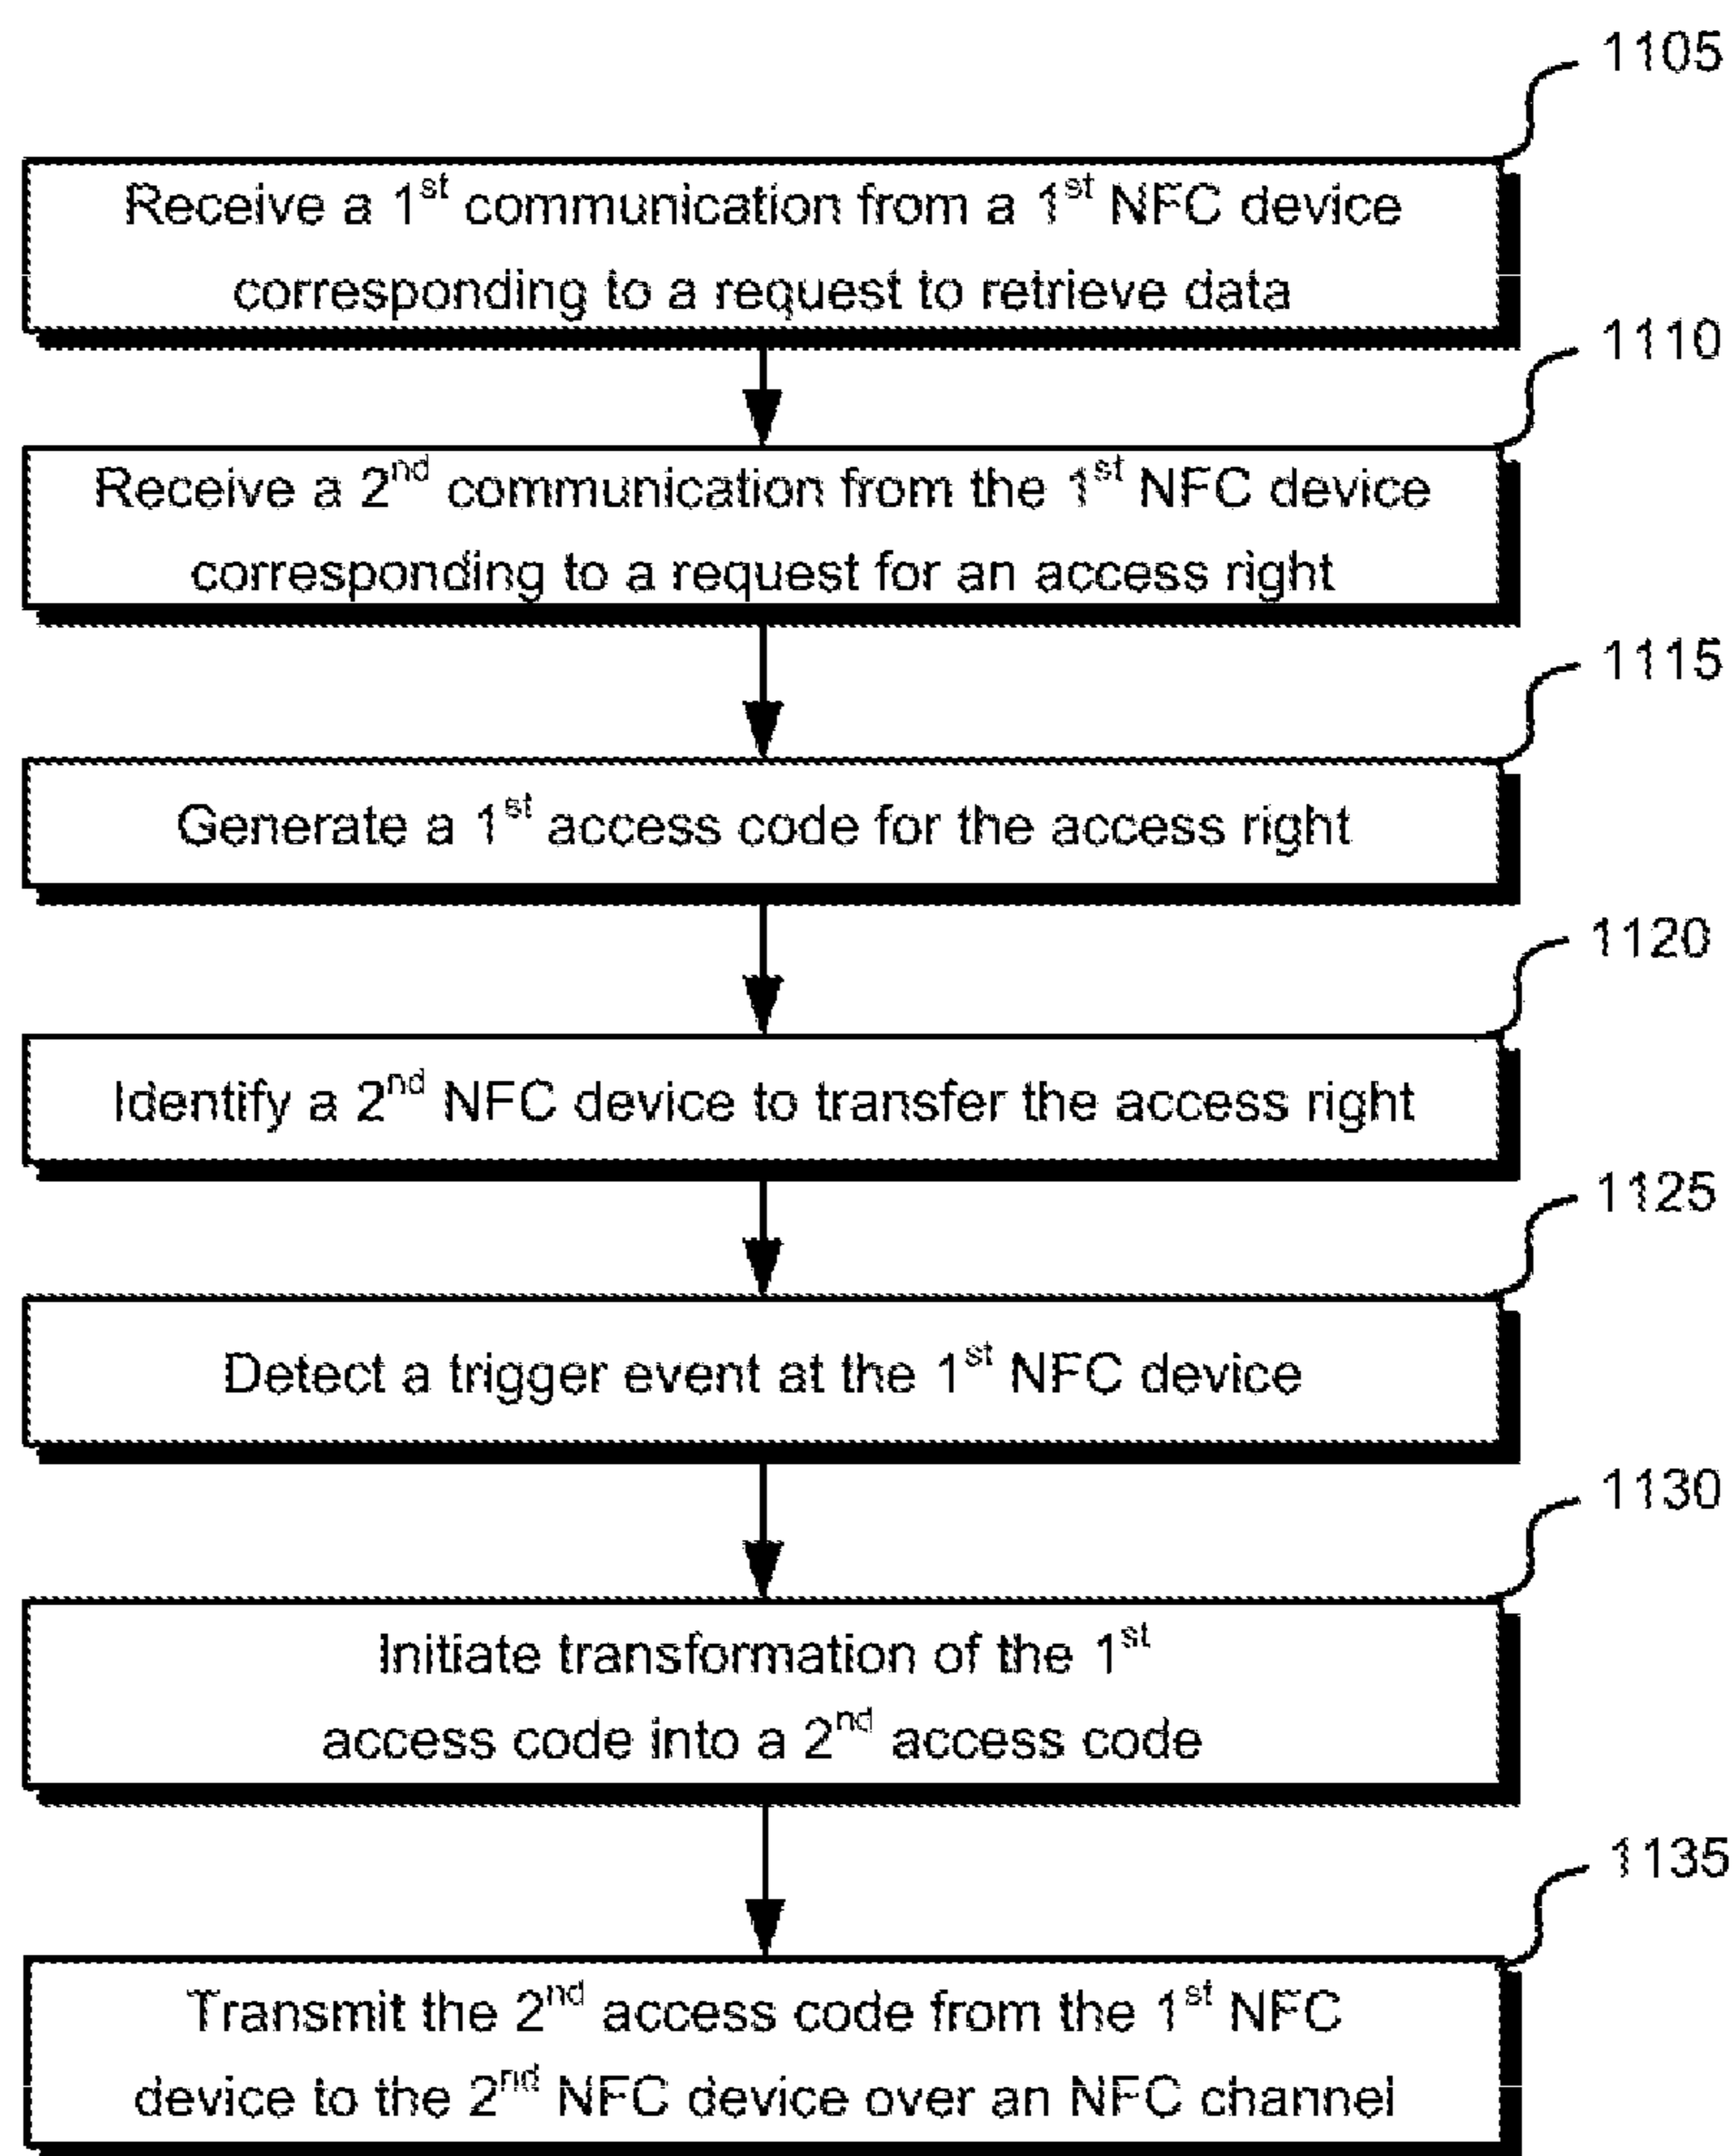 1105
Receive a 1st communication from a 1st NFC device
corresponding to a request to retrieve data
1110
Receive a 2nd communication from the 1st NFC device
corresponding to a request for an access right
1115
Generate a 1st access code for the access right
1120
Identify a 2nd NFC device to transfer the access right
1125
Detect a trigger event at the 1st NFC device
1130
Initiate transformation of the 1st
access code into a 2nd access code
1135
Transmit the 2nd access code from the 1st NFC
device to the 2nd NFC device over an NFC channel